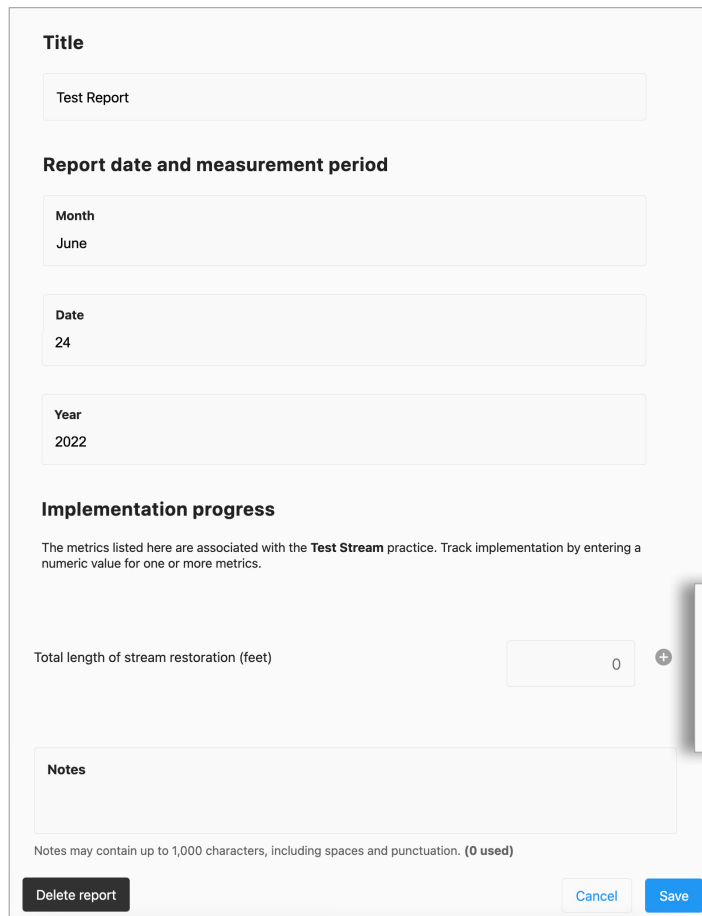 Title
Test Report
Report date and measurement period
Month
June
Date
24
Year
2022
Implementation progress
The metrics listed here are associated with the Test Stream practice. Track implementation by entering a
numeric value for one or more metrics.
Total length of stream restoration (feet)
0
Notes
Notes may contain up to 1,000 characters, including spaces and punctuation. (0 used)
Delete report
Cancel
Save